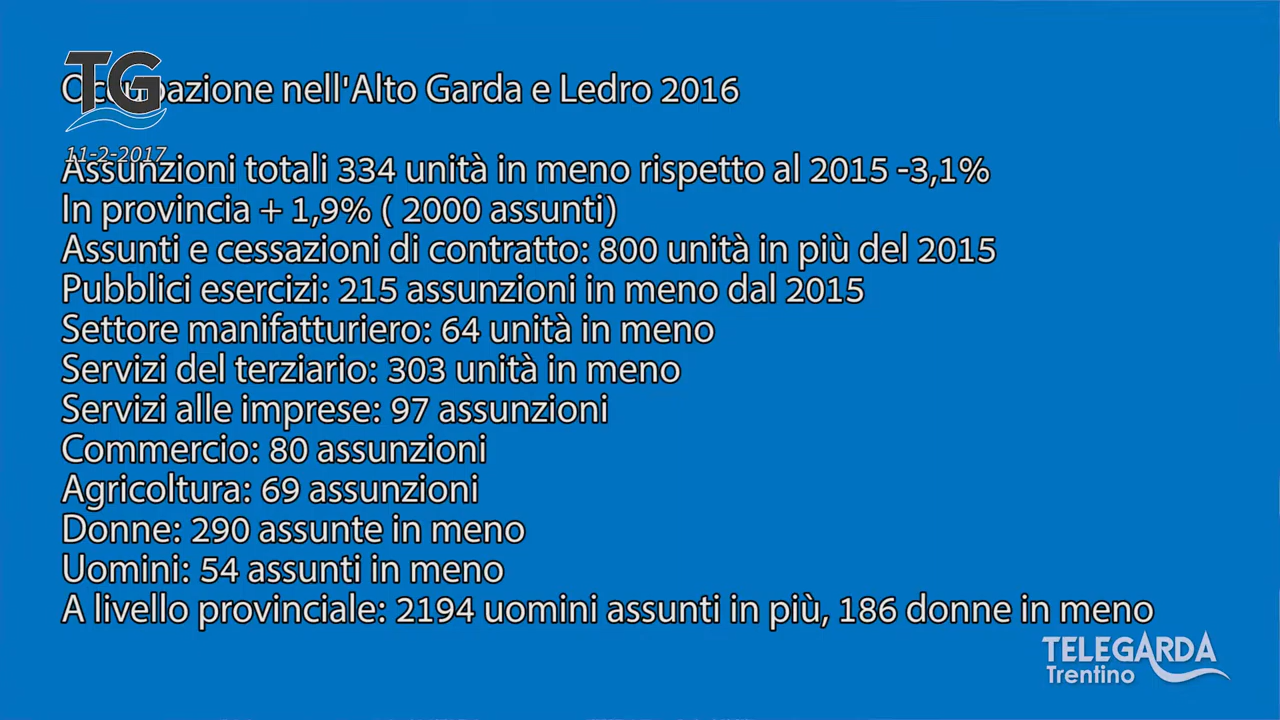 TG
Occupazione nell'Alto Garda e Ledro 2016
11-2-2017
Assunzioni totali 334 unità in meno rispetto al 2015 -3,1%
In provincia + 1,9% ( 2000 assunti)
Assunti e cessazioni di contratto: 800 unità in più del 2015
Pubblici esercizi: 215 assunzioni in meno dal 2015
Settore manifatturiero: 64 unità in meno
Servizi del terziario: 303 unità in meno
Servizi alle imprese: 97 assunzioni
Commercio: 80 assunzioni
Agricoltura: 69 assunzioni
Donne: 290 assunte in meno
Uomini: 54 assunti in meno
A livello provinciale: 2194 uomini assunti in più, 186 donne in meno
TELEGARDA
Trentino